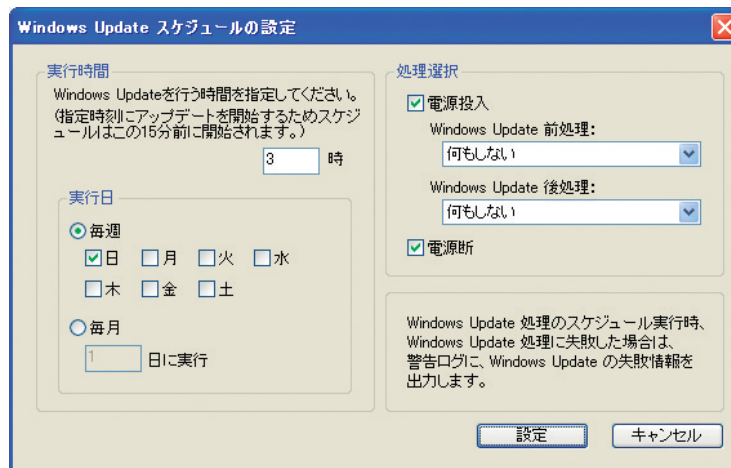 Windows Update スケジュールの設定
実行時間
Windows Updateを行う時間を指定してください。
(指定時刻にアップデートを開始するためスケジ
ュールはこの15分前に開始されます。)
3 時
実行日
毎週
日 月 火 水
木 金 土
毎月
1 日に実行
処理選択
電源投入
Windows Update 前処理:
何もしない
Windows Update 後処理:
何もしない
電源断
Windows Update 処理のスケジュール実行時、
Windows Update 処理に失敗した場合は、
警告ログに、Windows Update の失敗情報を
出力します。
設定 キャンセル